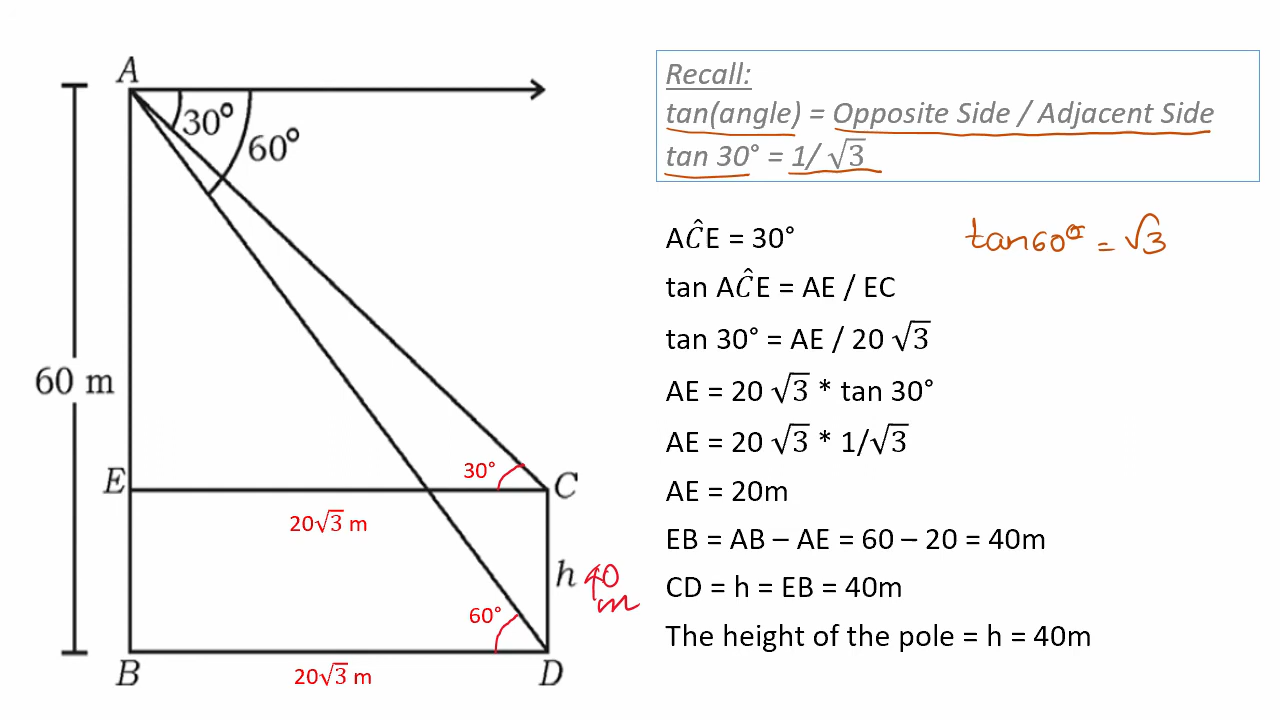 A
30°
60°
60 m
E
30°
C
20√3 m
h 40
m
60°
B
20√3 m
D
Recall:
tan(angle) = Opposite Side / Adjacent Side
tan 30° = 1/ √3
tan60° = √3
AĈE = 30°
tan AĈE = AE / EC
tan 30° = AE / 20 √3
AE = 20 √3 * tan 30°
AE = 20 √3 * 1/√3
AE = 20m
EB = AB – AE = 60 – 20 = 40m
CD = h = EB = 40m
The height of the pole = h = 40m